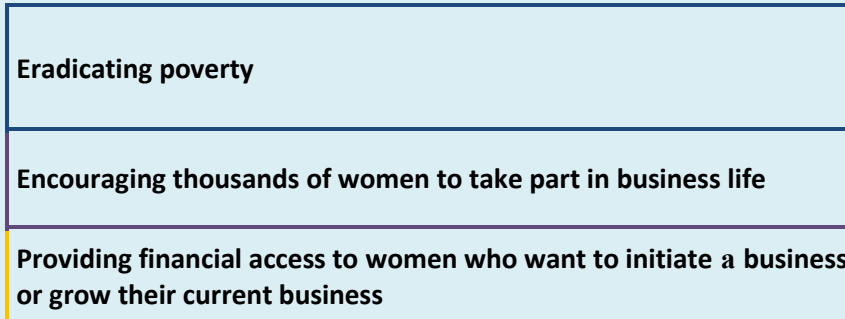 Eradicating poverty
Encouraging thousands of women to take part in business life
Providing financial access to women who want to initiate a business
or grow their current business